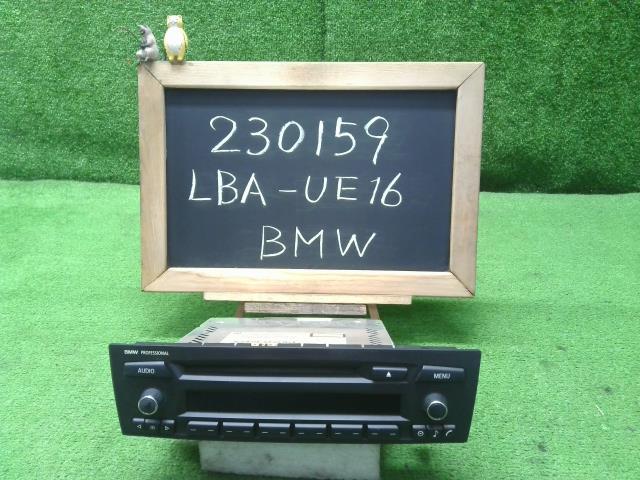 230159
LBA-UE16
BMW
BMW PROFESSIONAL
AUDIO
MENU